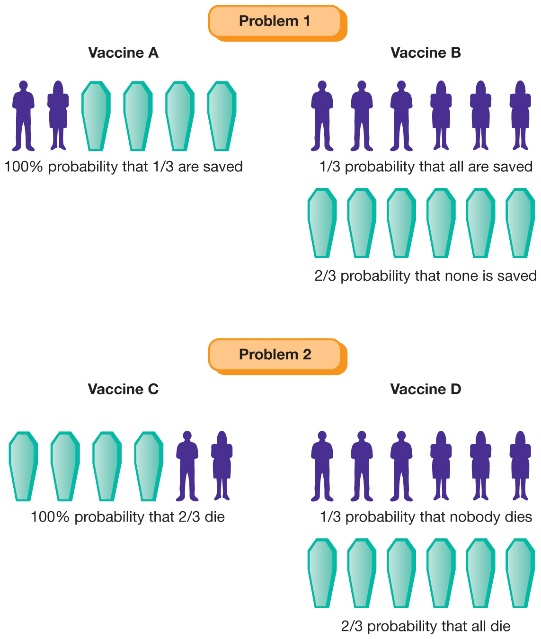 Problem 1
Vaccine A
Vaccine B
100% probability that 1/3 are saved
1/3 probability that all are saved
2/3 probability that none is saved
Problem 2
Vaccine C
Vaccine D
100% probability that 2/3 die
1/3 probability that nobody dies
2/3 probability that all die